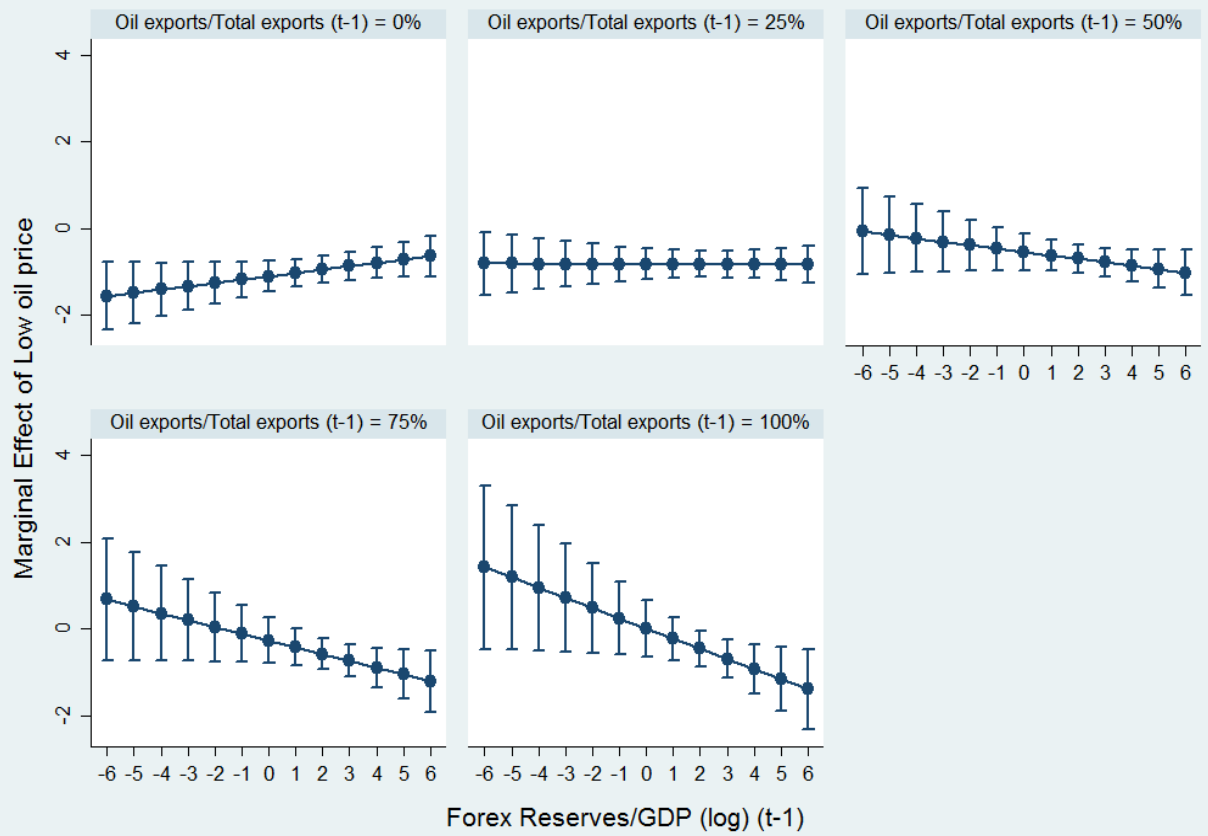 Oil exports/Total exports (t-1) = 0%
Oil exports/Total exports (t-1) = 25%
Oil exports/Total exports (t-1) = 50%
4
2
0
-2
-6 -5 -4 -3 -2 -1 0 1 2 3 4 5 6
Oil exports/Total exports (t-1) = 75%
Oil exports/Total exports (t-1) = 100%
4
2
0
-2
-6 -5 -4 -3 -2 -1 0 1 2 3 4 5 6
-6 -5 -4 -3 -2 -1 0 1 2 3 4 5 6
Marginal Effect of Low oil price
Forex Reserves/GDP (log) (t-1)